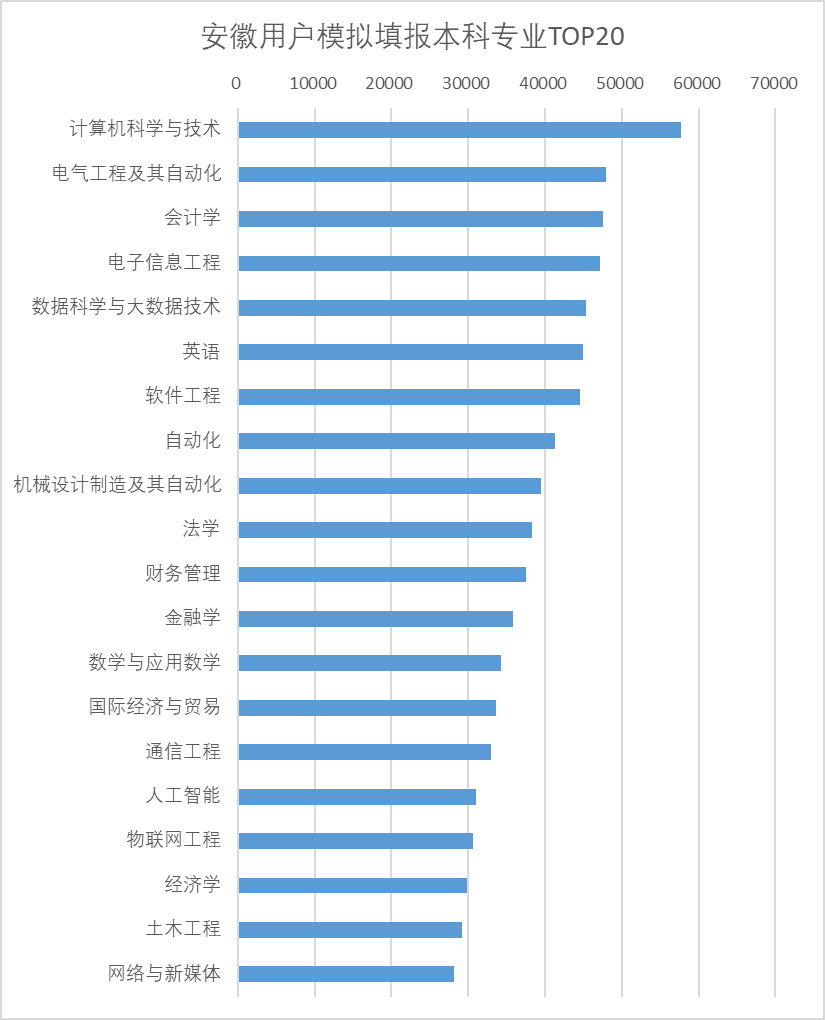 安徽用户模拟填报本科专业TOP20
0 10000 20000 30000 40000 50000 60000 70000
计算机科学与技术
电气工程及其自动化
会计学
电子信息工程
数据科学与大数据技术
英语
软件工程
自动化
机械设计制造及其自动化
法学
财务管理
金融学
数学与应用数学
国际经济与贸易
通信工程
人工智能
物联网工程
经济学
土木工程
网络与新媒体